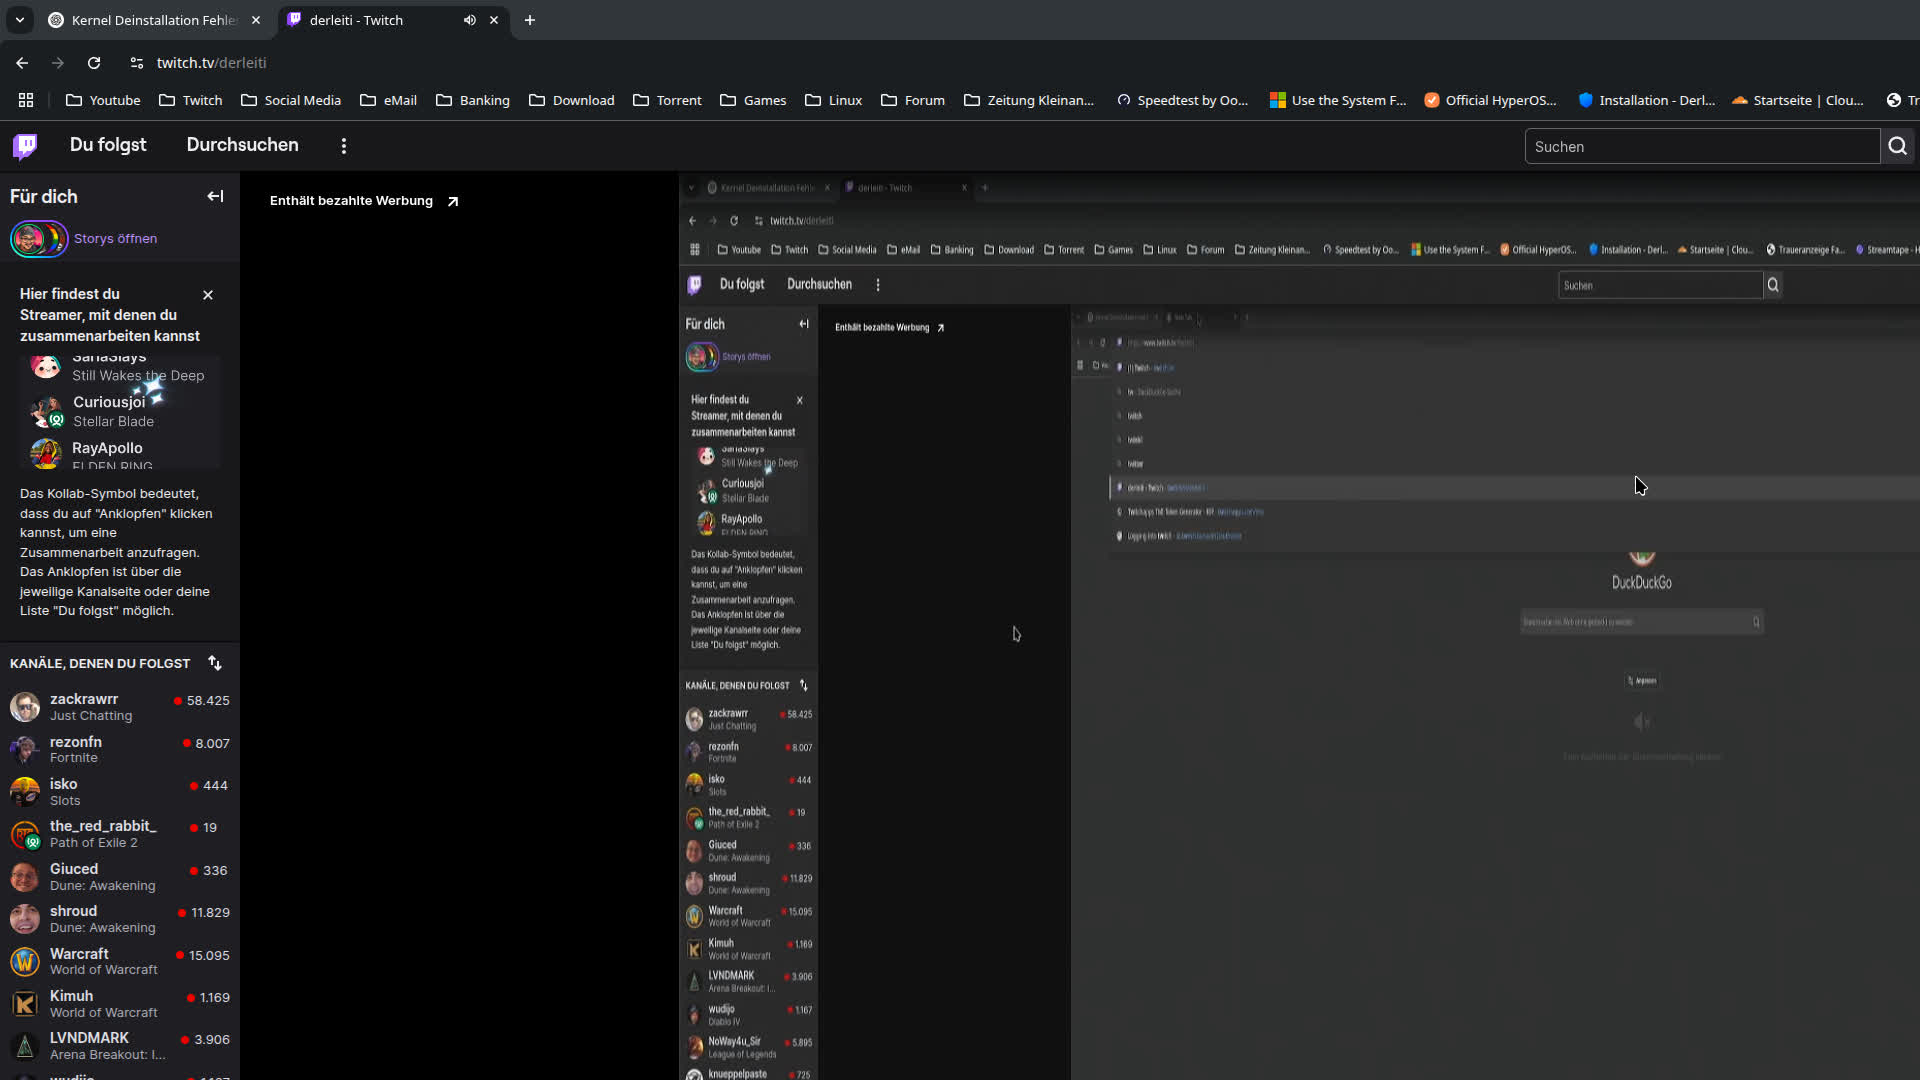 Kernel Deinstallation Fehle
derleiti - Twitch
twitch.tv/derleiti
Youtube
Twitch
Social Media
eMail
Banking
Download
Torrent
Games
Linux
Forum
Zeitung Kleinan...
Speedtest by Oo...
Use the System F...
Official HyperOS...
Installation - Derl...
Startseite | Clou...
Tr
Du folgst
Durchsuchen
Suchen
Für dich
Storys öffnen
Hier findest du
Streamer, mit denen du
zusammenarbeiten kannst
SariaSlays
Still Wakes the Deep
Curiousjoi
Stellar Blade
RayApollo
ELDEN RING
Das Kollab-Symbol bedeutet,
dass du auf "Anklopfen" klicken
kannst, um eine
Zusammenarbeit anzufragen.
Das Anklopfen ist über die
jeweilige Kanalseite oder deine
Liste "Du folgst" möglich.
KANÄLE, DENEN DU FOLGST
zackrawrr 58.425
Just Chatting
rezonfn 8.007
Fortnite
isko 444
Slots
the_red_rabbit_ 19
Path of Exile 2
Giuced 336
Dune: Awakening
shroud 11.829
Dune: Awakening
Warcraft 15.095
World of Warcraft
Kimuh 1.169
World of Warcraft
LVNDMARK 3.906
Arena Breakout: I...
wudijo 1.167
Enthält bezahlte Werbung
Kernel Deinstallation Fehle
derleiti - Twitch
twitch.tv/derleiti
Youtube
Twitch
Social Media
eMail
Banking
Download
Torrent
Games
Linux
Forum
Zeitung Kleinan...
Speedtest by Oo...
Use the System F...
Official HyperOS...
Installation - Derl...
Startseite | Clou...
Traueranzeige Fa...
Streamtape - H
Du folgst
Durchsuchen
Suchen
Für dich
Storys öffnen
Hier findest du
Streamer, mit denen du
zusammenarbeiten kannst
SariaSlays
Still Wakes the Deep
Curiousjoi
Stellar Blade
RayApollo
ELDEN RING
Das Kollab-Symbol bedeutet,
dass du auf "Anklopfen" klicken
kannst, um eine
Zusammenarbeit anzufragen.
Das Anklopfen ist über die
jeweilige Kanalseite oder deine
Liste "Du folgst" möglich.
KANÄLE, DENEN DU FOLGST
zackrawrr 58.425
Just Chatting
rezonfn 8.007
Fortnite
isko 444
Slots
the_red_rabbit_ 19
Path of Exile 2
Giuced 336
Dune: Awakening
shroud 11.829
Dune: Awakening
Warcraft 15.095
World of Warcraft
Kimuh 1.169
World of Warcraft
LVNDMARK 3.906
Arena Breakout: I...
wudijo 1.167
Diablo IV
NoWay4u_Sir 5.895
League of Legends
knueppelpaste 725
Enthält bezahlte Werbung
(1) Twitch
twitch
twitter
derleiti - Twitch
Logging into twitch
DuckDuckGo
Anpassen